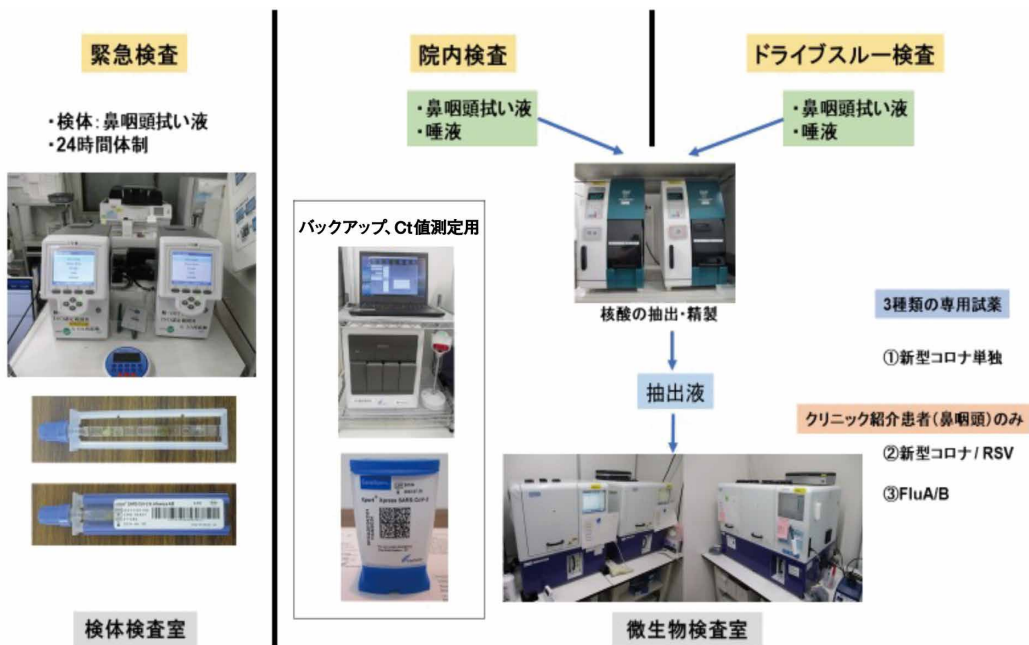 緊急検査
・検体:鼻咽頭拭い液
・24時間体制
検体検査室
院内検査
・鼻咽頭拭い液
・唾液
ドライブスルー検査
・鼻咽頭拭い液
・唾液
核酸の抽出・精製
抽出液
バックアップ、Ct値測定用
Xpert Xpress SARS-CoV-2
3種類の専用試薬
①新型コロナ単独
クリニック紹介患者(鼻咽頭)のみ
②新型コロナ/ RSV
③FluA/B
微生物検査室